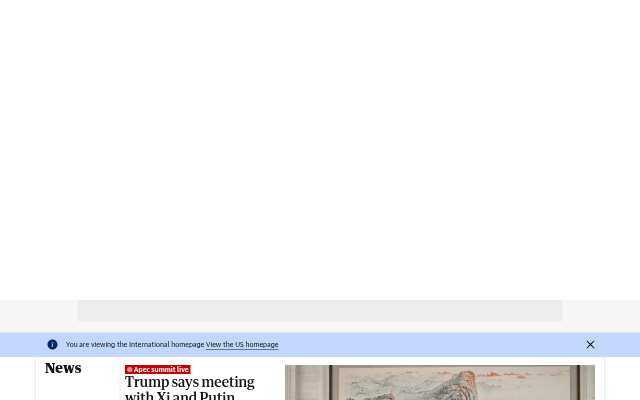 You are viewing the International homepage View the US homepage
News
Apec summit live
Trump says meeting
with Xi and Putin